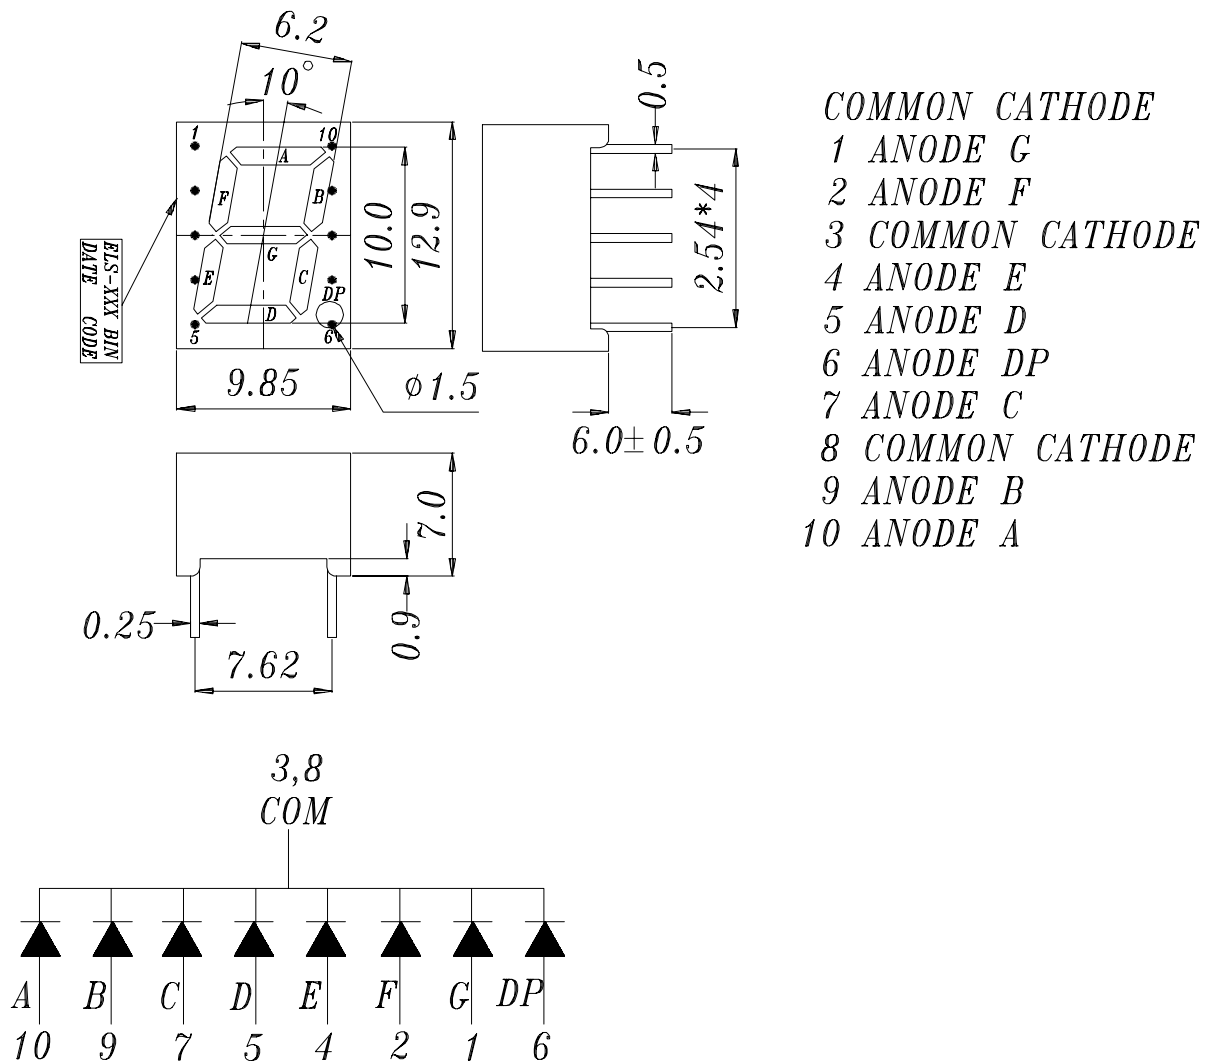 6.2
10°
1
10
A
F
B
G
E
C
D
DP
5
6
10.0
12.9
ELS-XXX BIN
DATE CODE
9.85
ϕ1.5
0.5
2.54*4
6.0±0.5
COMMON CATHODE
1 ANODE G
2 ANODE F
3 COMMON CATHODE
4 ANODE E
5 ANODE D
6 ANODE DP
7 ANODE C
8 COMMON CATHODE
9 ANODE B
10 ANODE A
7.0
0.25
0.9
7.62
3,8
COM
A B C D E F G DP
10 9 7 5 4 2 1 6